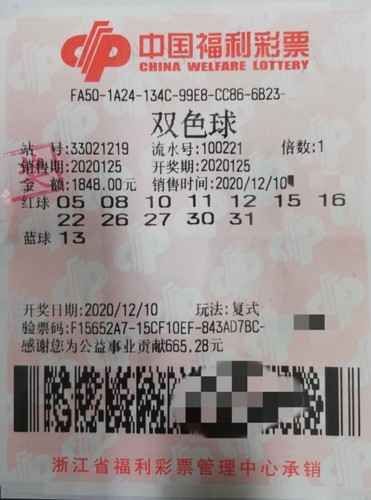 中国福利彩票
CHINA WELFARE LOTTERY
FA50-1A24-134C-99E8-CC86-6B23-
双色球
站 号:33021219 流水号:100221 倍数:1
销售期:2020125 开奖期:2020125
金 额:1848.00元 销售时间:2020/12/10
红球 05 08 10 11 12 15 16
22 26 27 30 31
蓝球 13
开奖日期:2020/12/10 玩法:复式
验票码:F15652A7-15CF10EF-843AD7BC-
感谢您为公益事业贡献665.28元
浙江省福利彩票管理中心承销